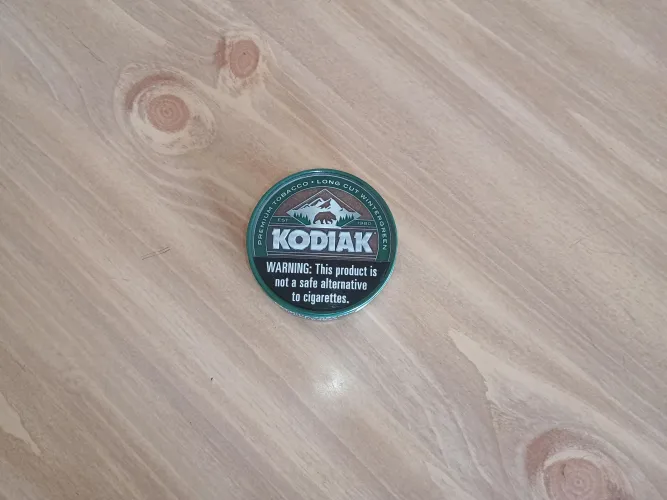 PREMIUM TOBACCO • LONG CUT WINTERGREEN
EST 1980
KODIAK
WARNING: This product is
not a safe alternative
to cigarettes.